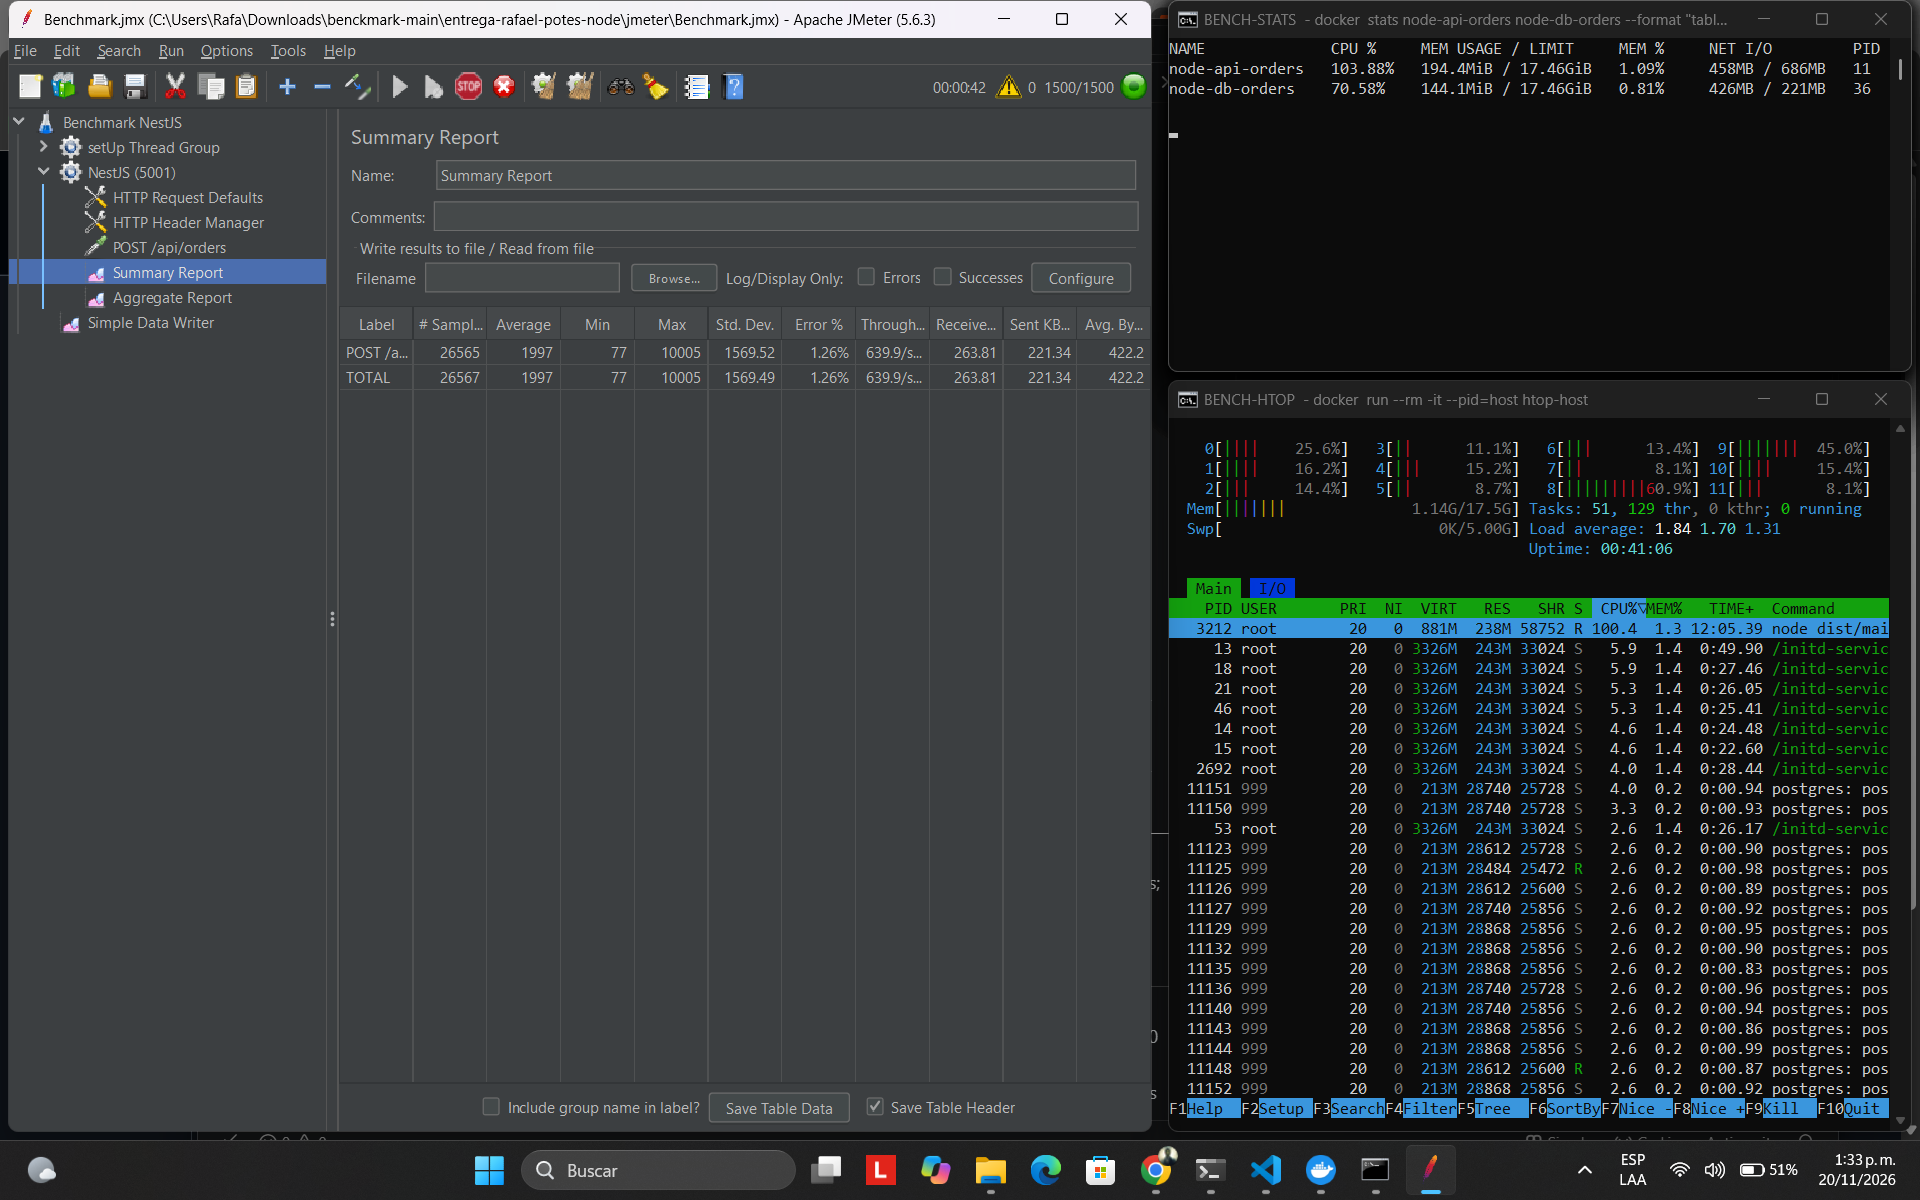 Benchmark.jmx (C:\Users\Rafa\Downloads\benckmark-main\entrega-rafael-potes-node\jmeter\Benchmark.jmx) - Apache JMeter (5.6.3)
File Edit Search Run Options Tools Help
STOP
00:00:42 0 1500/1500
Benchmark NestJS
setUp Thread Group
NestJS (5001)
HTTP Request Defaults
HTTP Header Manager
POST /api/orders
Summary Report
Aggregate Report
Simple Data Writer
Summary Report
Name: Summary Report
Comments:
Write results to file / Read from file
Filename Browse... Log/Display Only: Errors Successes Configure
Label # Sampl... Average Min Max Std. Dev. Error % Through... Receive... Sent KB... Avg. By...
POST /a... 26565 1997 77 10005 1569.52 1.26% 639.9/s... 263.81 221.34 422.2
TOTAL 26567 1997 77 10005 1569.49 1.26% 639.9/s... 263.81 221.34 422.2
Include group name in label? Save Table Data Save Table Header
BENCH-STATS - docker stats node-api-orders node-db-orders --format "tabl...
NAME CPU % MEM USAGE / LIMIT MEM % NET I/O PID
node-api-orders 103.88% 194.4MiB / 17.46GiB 1.09% 458MB / 686MB 11
node-db-orders 70.58% 144.1MiB / 17.46GiB 0.81% 426MB / 221MB 36
BENCH-HTOP - docker run --rm -it --pid=host htop-host
0[|||| 25.6%] 3[|| 11.1%] 6[||| 13.4%] 9[||||||| 45.0%]
1[|||| 16.2%] 4[||| 15.2%] 7[|| 8.1%] 10[|||| 15.4%]
2[||| 14.4%] 5[|| 8.7%] 8[|||||||||60.9%] 11[||| 8.1%]
Mem[||||||| 1.14G/17.5G] Tasks: 51, 129 thr, 0 kthr; 0 running
Swp[ 0K/5.00G] Load average: 1.84 1.70 1.31
Uptime: 00:41:06
Main I/O
PID USER PRI NI VIRT RES SHR S CPU%▽MEM% TIME+ Command
3212 root 20 0 881M 238M 58752 R 100.4 1.3 12:05.39 node dist/mai
13 root 20 0 3326M 243M 33024 S 5.9 1.4 0:49.90 /initd-servic
18 root 20 0 3326M 243M 33024 S 5.9 1.4 0:27.46 /initd-servic
21 root 20 0 3326M 243M 33024 S 5.3 1.4 0:26.05 /initd-servic
46 root 20 0 3326M 243M 33024 S 5.3 1.4 0:25.41 /initd-servic
14 root 20 0 3326M 243M 33024 S 4.6 1.4 0:24.48 /initd-servic
15 root 20 0 3326M 243M 33024 S 4.6 1.4 0:22.60 /initd-servic
2692 root 20 0 3326M 243M 33024 S 4.0 1.4 0:28.44 /initd-servic
11151 999 20 0 213M 28740 25728 S 4.0 0.2 0:00.94 postgres: pos
11150 999 20 0 213M 28740 25728 S 3.3 0.2 0:00.93 postgres: pos
53 root 20 0 3326M 243M 33024 S 2.6 1.4 0:26.17 /initd-servic
11123 999 20 0 213M 28612 25728 S 2.6 0.2 0:00.90 postgres: pos
11125 999 20 0 213M 28484 25472 R 2.6 0.2 0:00.98 postgres: pos
11126 999 20 0 213M 28612 25600 S 2.6 0.2 0:00.89 postgres: pos
11127 999 20 0 213M 28740 25856 S 2.6 0.2 0:00.92 postgres: pos
11129 999 20 0 213M 28868 25856 S 2.6 0.2 0:00.95 postgres: pos
11132 999 20 0 213M 28868 25856 S 2.6 0.2 0:00.90 postgres: pos
11135 999 20 0 213M 28868 25856 S 2.6 0.2 0:00.83 postgres: pos
11136 999 20 0 213M 28740 25728 S 2.6 0.2 0:00.96 postgres: pos
11140 999 20 0 213M 28740 25856 S 2.6 0.2 0:00.94 postgres: pos
11143 999 20 0 213M 28868 25856 S 2.6 0.2 0:00.86 postgres: pos
11144 999 20 0 213M 28868 25856 S 2.6 0.2 0:00.99 postgres: pos
11148 999 20 0 213M 28612 25600 R 2.6 0.2 0:00.87 postgres: pos
11152 999 20 0 213M 28868 25856 S 2.6 0.2 0:00.92 postgres: pos
F1Help F2Setup F3SearchF4FilterF5Tree F6SortByF7Nice -F8Nice +F9Kill F10Quit
Buscar
L
ESP
LAA
51%
1:33 p. m.
20/11/2026